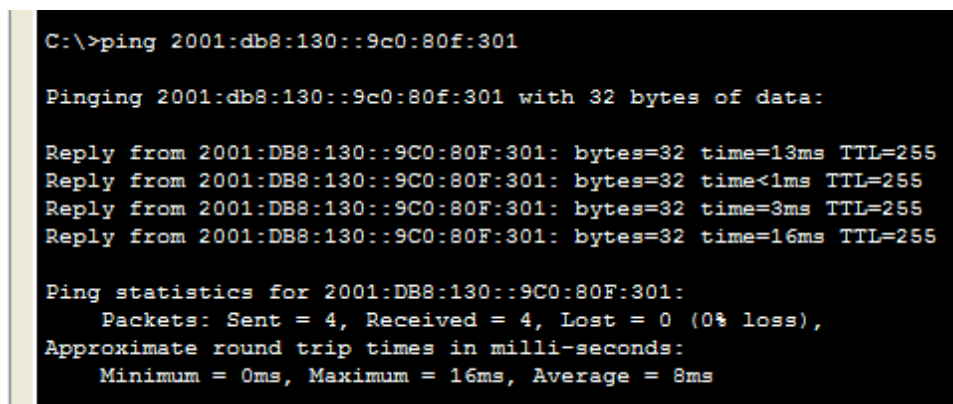 C:\>ping 2001:db8:130::9c0:80f:301
Pinging 2001:db8:130::9c0:80f:301 with 32 bytes of data:
Reply from 2001:DB8:130::9C0:80F:301: bytes=32 time=13ms TTL=255
Reply from 2001:DB8:130::9C0:80F:301: bytes=32 time<1ms TTL=255
Reply from 2001:DB8:130::9C0:80F:301: bytes=32 time=3ms TTL=255
Reply from 2001:DB8:130::9C0:80F:301: bytes=32 time=16ms TTL=255
Ping statistics for 2001:DB8:130::9C0:80F:301:
Packets: Sent = 4, Received = 4, Lost = 0 (0% loss),
Approximate round trip times in milli-seconds:
Minimum = 0ms, Maximum = 16ms, Average = 8ms